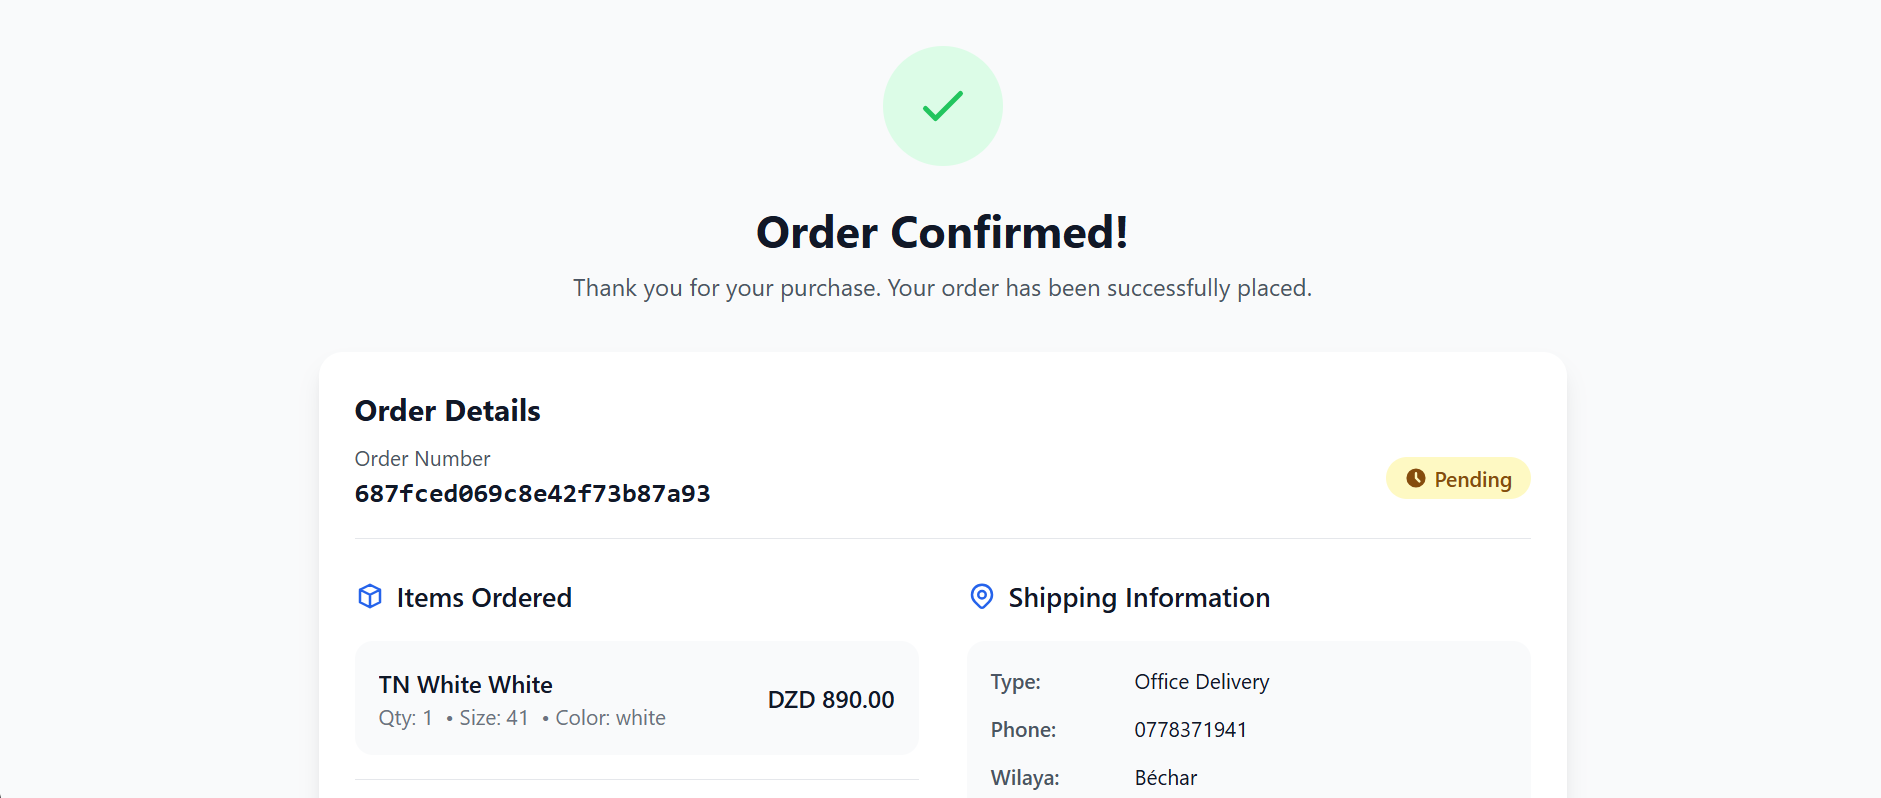 Order Confirmed!
Thank you for your purchase. Your order has been successfully placed.
Order Details
Order Number
687fced069c8e42f73b87a93
Pending
Items Ordered
TN White White
Qty: 1 • Size: 41 • Color: white
DZD 890.00
Shipping Information
Type: Office Delivery
Phone: 0778371941
Wilaya: Béchar